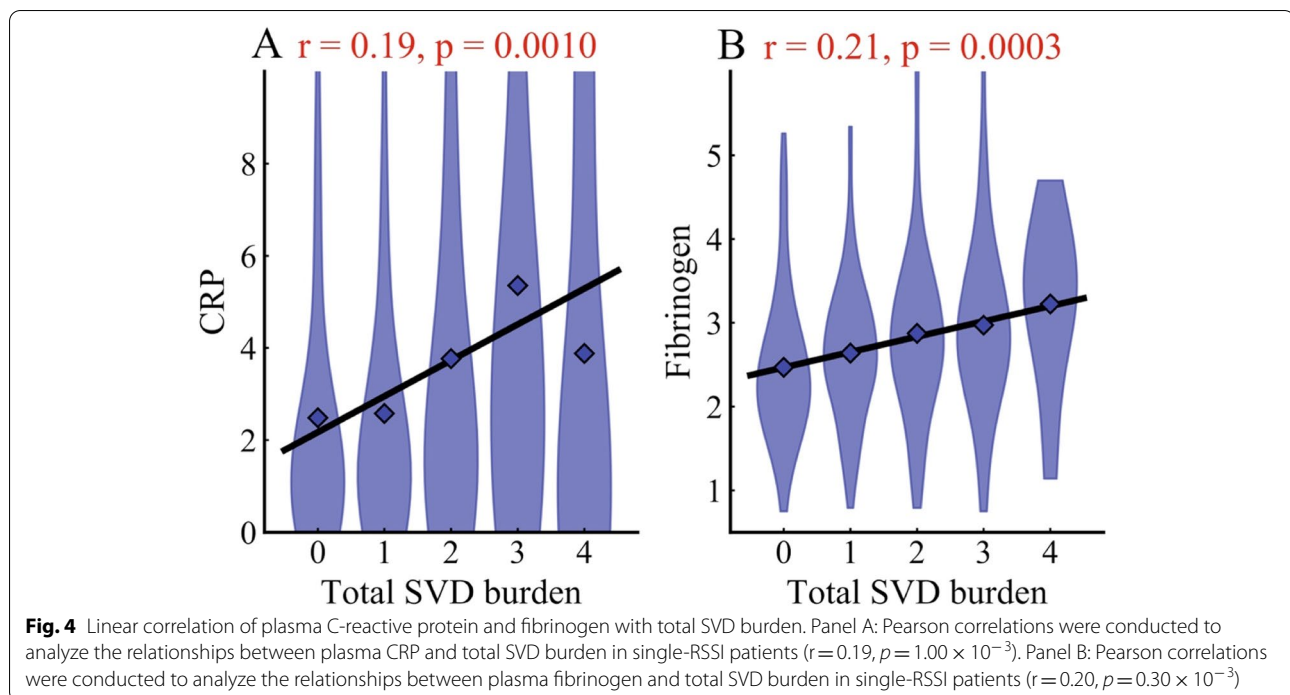 A r = 0.19, p = 0.0010
8
6
4
2
0
CRP
0 1 2 3 4
Total SVD burden
B r = 0.21, p = 0.0003
5
4
3
2
1
Fibrinogen
0 1 2 3 4
Total SVD burden
Fig. 4 Linear correlation of plasma C-reactive protein and fibrinogen with total SVD burden. Panel A: Pearson correlations were conducted to
analyze the relationships between plasma CRP and total SVD burden in single-RSSI patients (r = 0.19, p = 1.00 × 10⁻³). Panel B: Pearson correlations
were conducted to analyze the relationships between plasma fibrinogen and total SVD burden in single-RSSI patients (r = 0.20, p = 0.30 × 10⁻³)